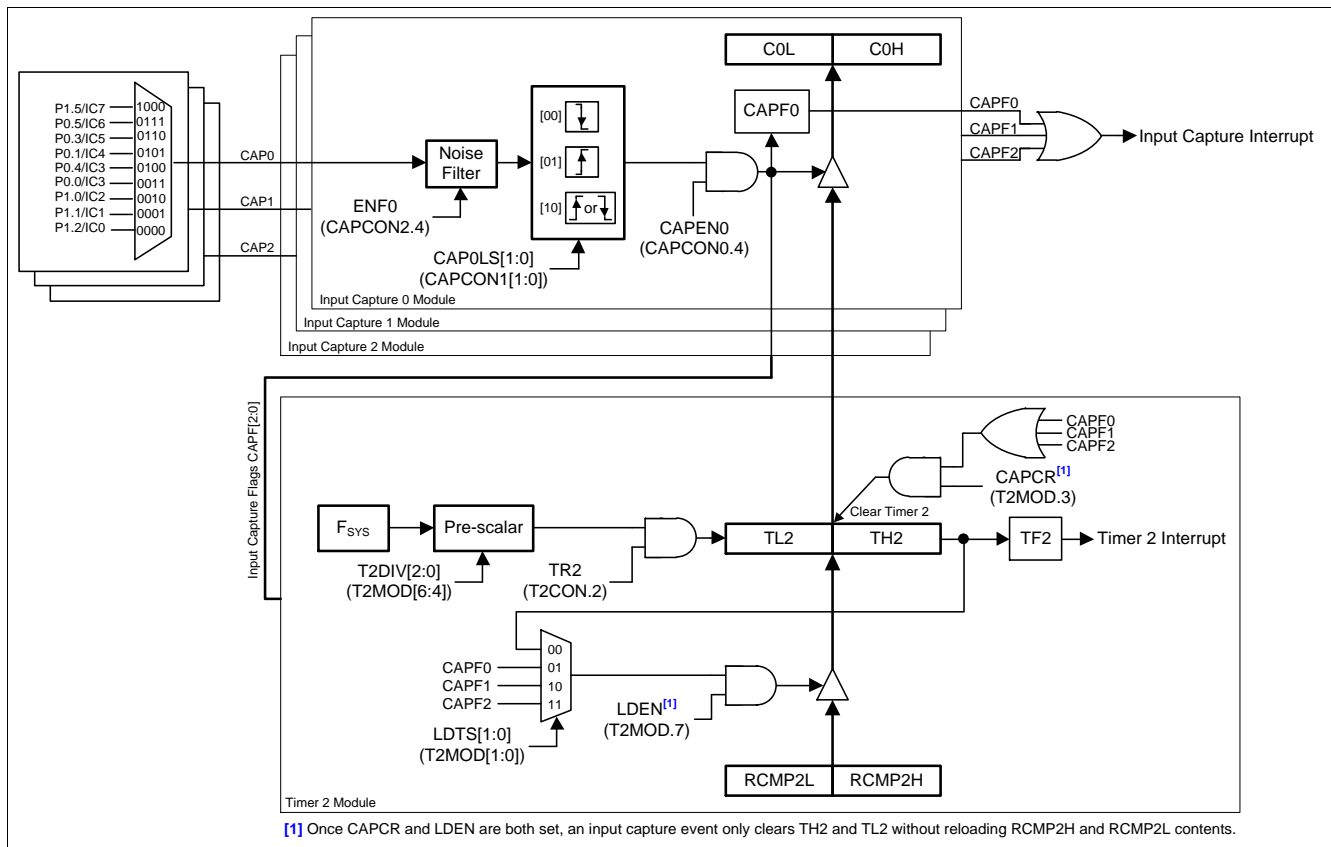 C0L C0H
P1.5/IC7 1000
P0.5/IC6 0111
P0.3/IC5 0110
P0.1/IC4 0101
P0.4/IC3 0100
P0.0/IC3 0011
P1.0/IC2 0010
P1.1/IC1 0001
P1.2/IC0 0000
CAP0
CAP1
CAP2
Noise
Filter
ENF0
(CAPCON2.4)
[00]
[01]
[10] or
CAP0LS[1:0]
(CAPCON1[1:0])
CAPEN0
(CAPCON0.4)
CAPF0
CAPF0
CAPF1
CAPF2
Input Capture Interrupt
Input Capture 0 Module
Input Capture 1 Module
Input Capture 2 Module
Input Capture Flags CAPF[2:0]
CAPF0
CAPF1
CAPF2
CAPCR[1]
(T2MOD.3)
Clear Timer 2
FSYS
Pre-scalar
T2DIV[2:0]
(T2MOD[6:4])
TR2
(T2CON.2)
TL2 TH2
TF2
Timer 2 Interrupt
00
CAPF0 01
CAPF1 10
CAPF2 11
LDTS[1:0]
(T2MOD[1:0])
LDEN[1]
(T2MOD.7)
RCMP2L RCMP2H
Timer 2 Module
[1] Once CAPCR and LDEN are both set, an input capture event only clears TH2 and TL2 without reloading RCMP2H and RCMP2L contents.